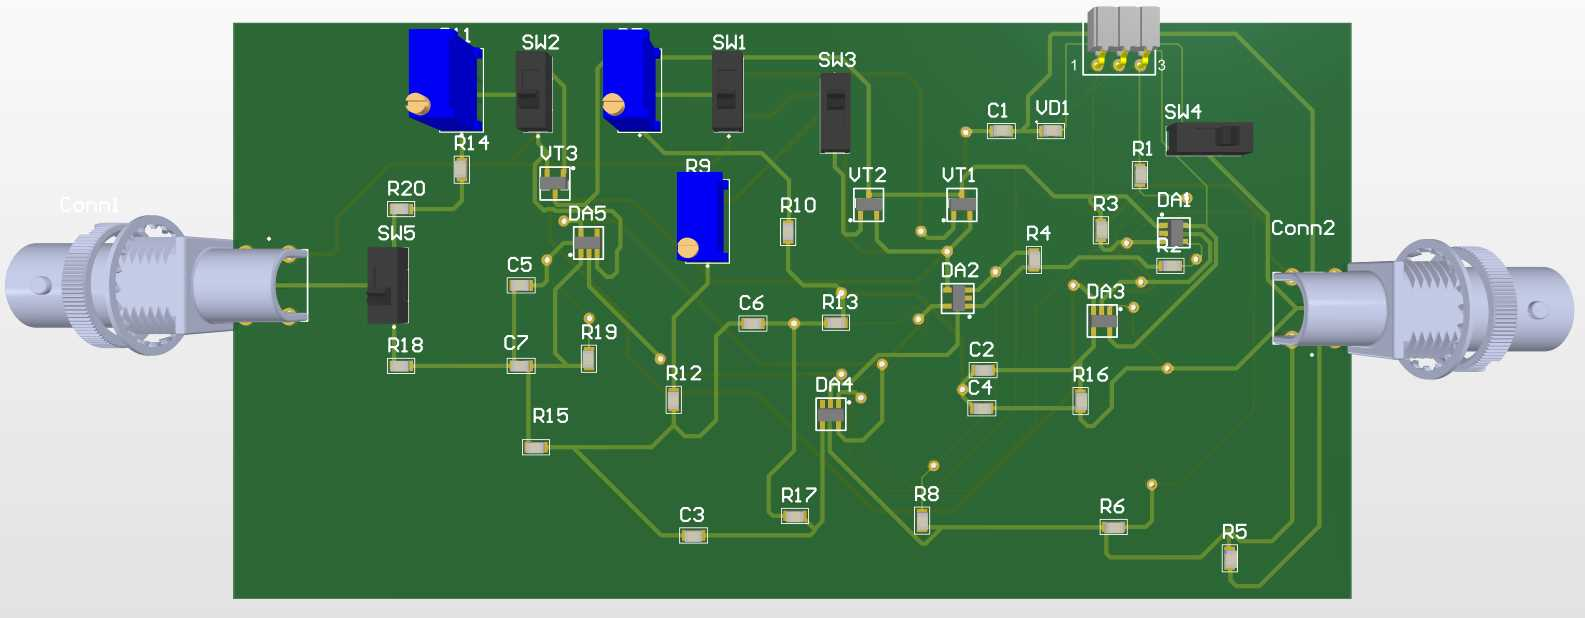 SW2
SW1
SW3
1
3
C1
VD1
SW4
R14
VT3
R9
VT2
VT1
R1
R20
Conn1
SW5
DA5
R10
R3
DA1
Conn2
R4
R2
C5
DA2
C6
R13
DA3
R18
C7
R19
R12
C2
C4
R16
DA4
R15
R17
R8
R6
C3
R5